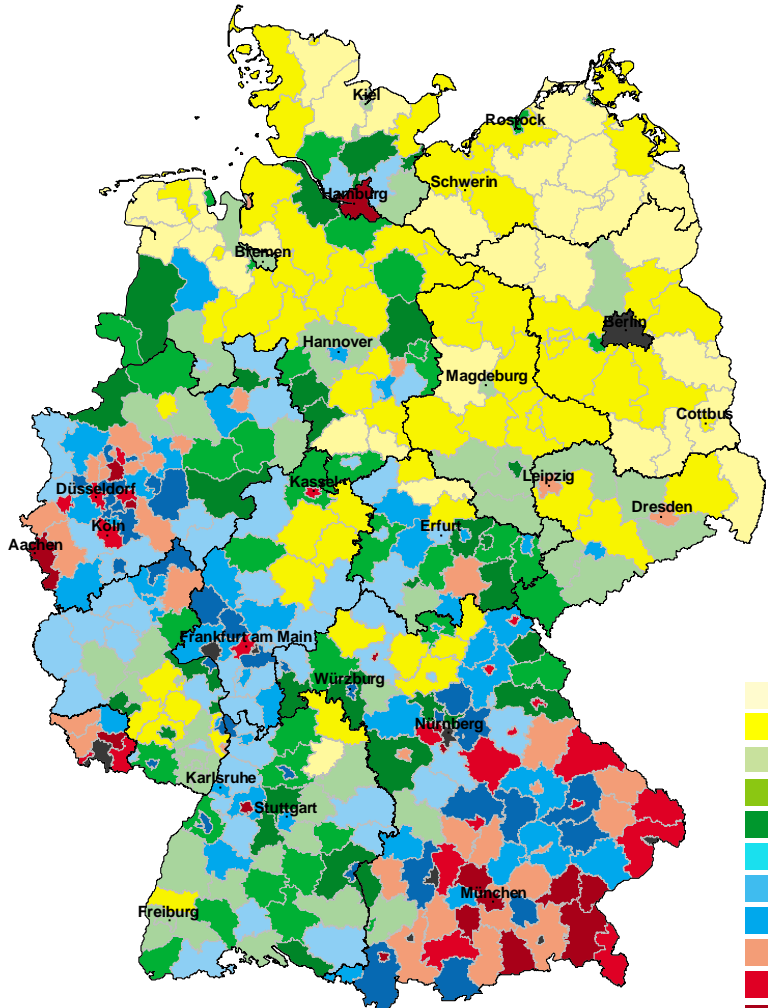 Kiel
Rostock
Schwerin
Hamburg
Bremen
Berlin
Hannover
Magdeburg
Cottbus
Düsseldorf
Kassel
Leipzig
Dresden
Köln
Erfurt
Aachen
Frankfurt am Main
Würzburg
Nürnberg
Karlsruhe
Stuttgart
Munchen
Freiburg